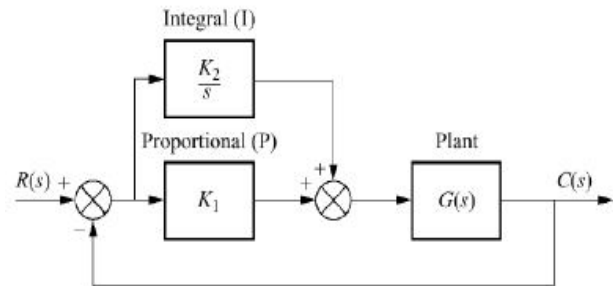 Integral (I)
K₂
s
Proportional (P)
Plant
R(s) +
K₁
+
+
G(s)
C(s)
−